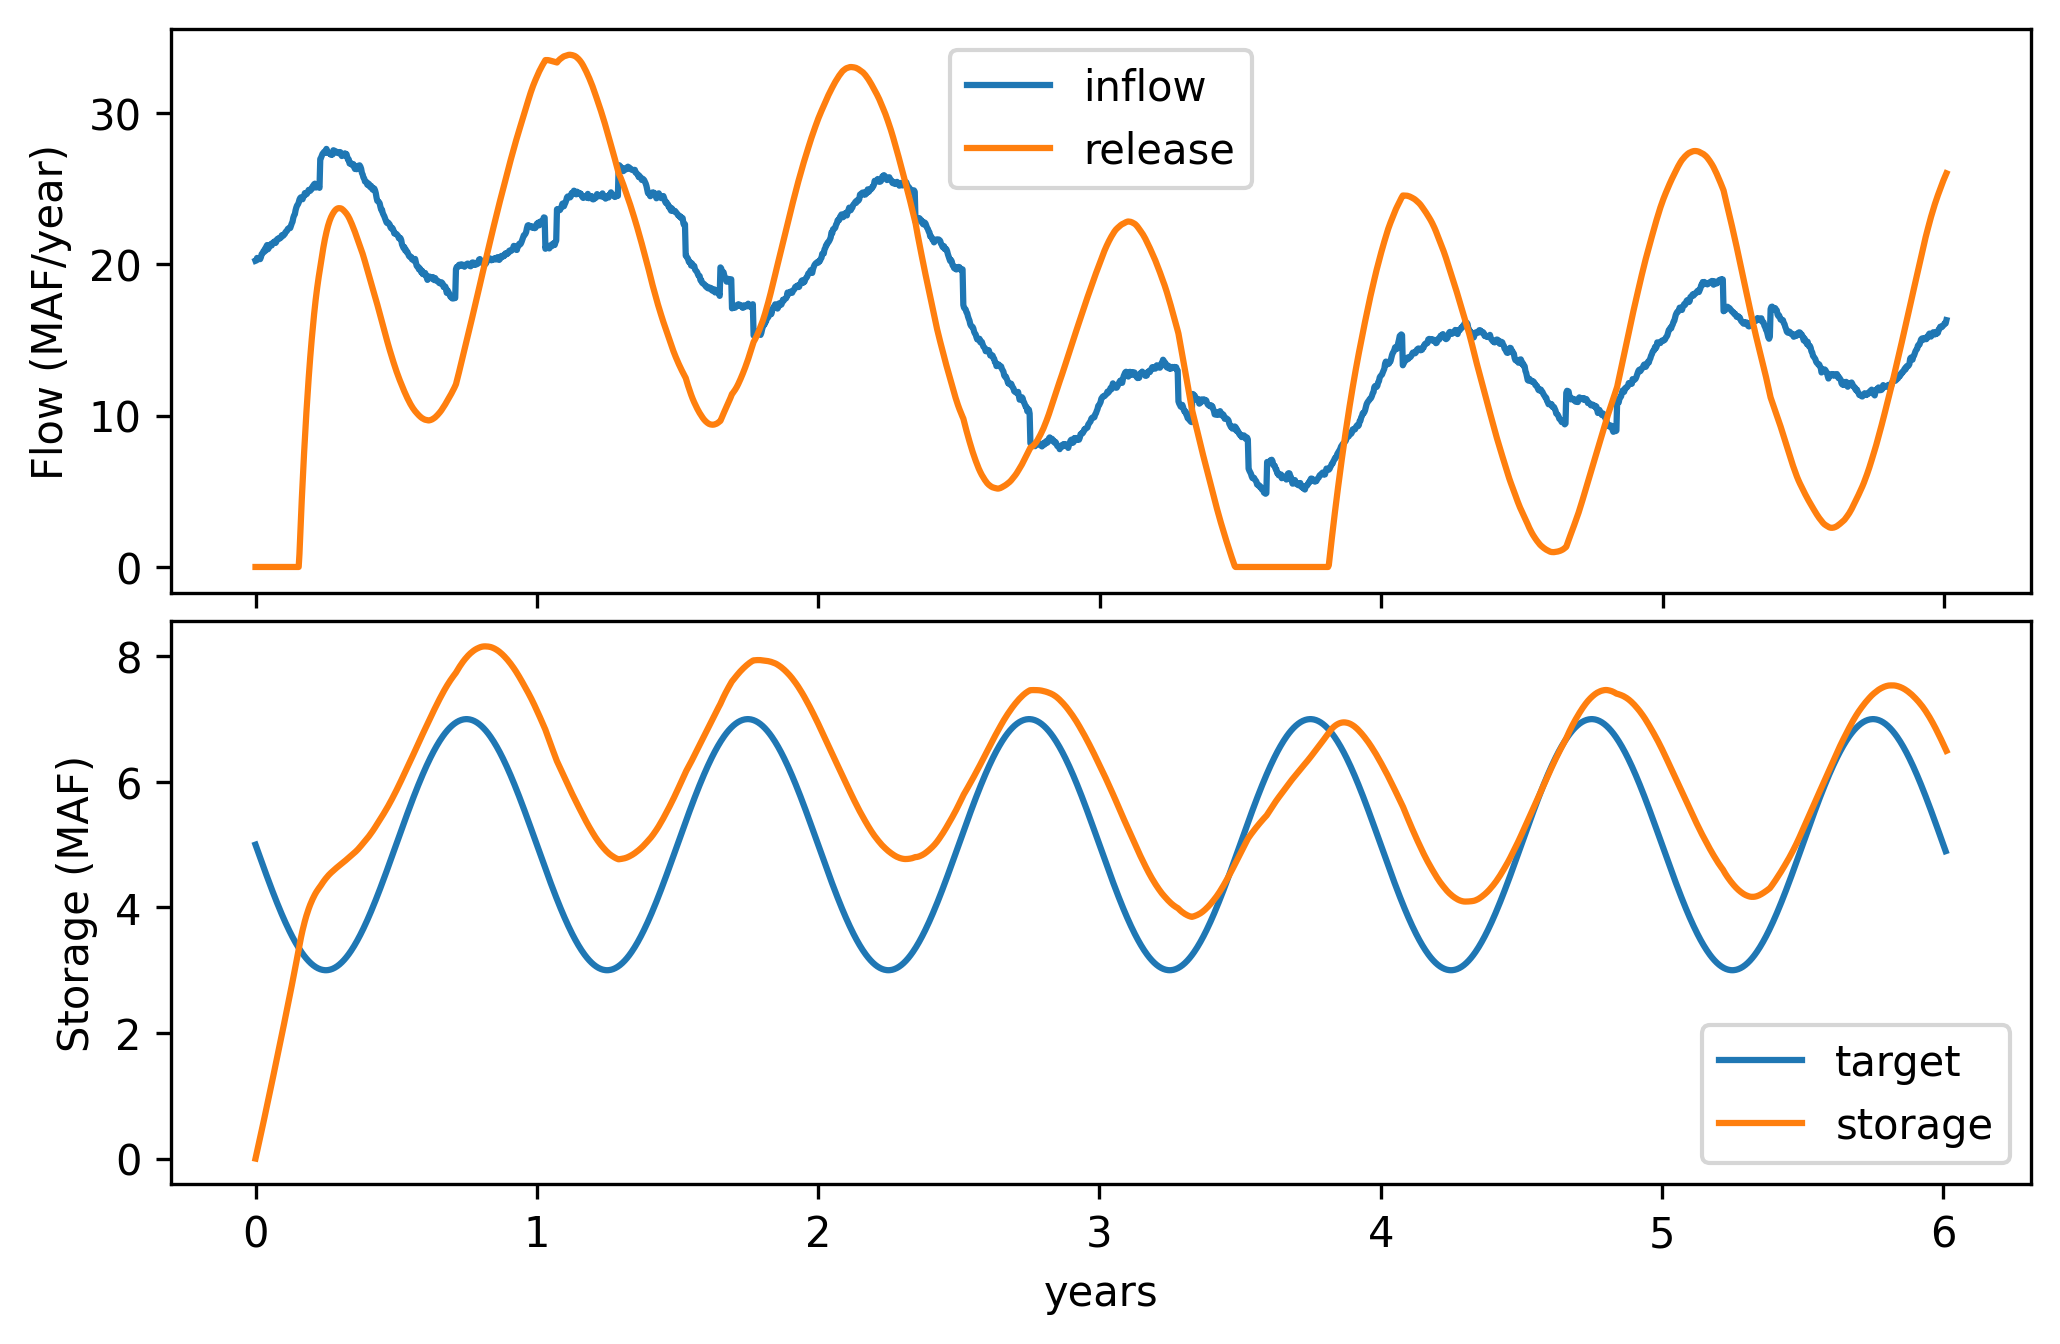 Flow (MAF/year)
30
20
10
0
inflow
release
Storage (MAF)
8
6
4
2
0
target
storage
0 1 2 3 4 5 6
years